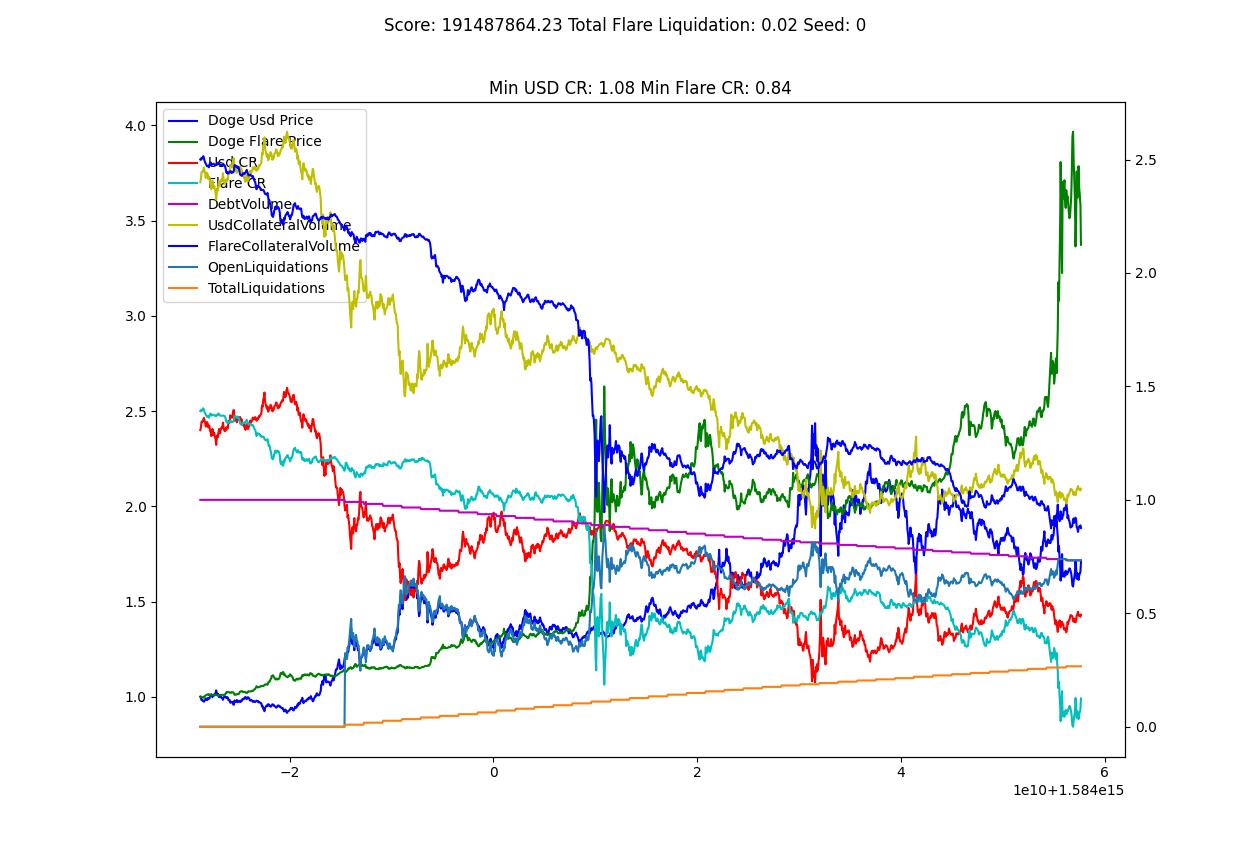 Score: 191487864.23 Total Flare Liquidation: 0.02 Seed: 0
Min USD CR: 1.08 Min Flare CR: 0.84
Doge Usd Price
Doge Flare Price
Usd CR
Flare CR
DebtVolume
UsdCollateralVolume
FlareCollateralVolume
OpenLiquidations
TotalLiquidations
4.0
3.5
3.0
2.5
2.0
1.5
1.0
2.5
2.0
1.5
1.0
0.5
0.0
−2
0
2
4
6
1e10+1.584e15